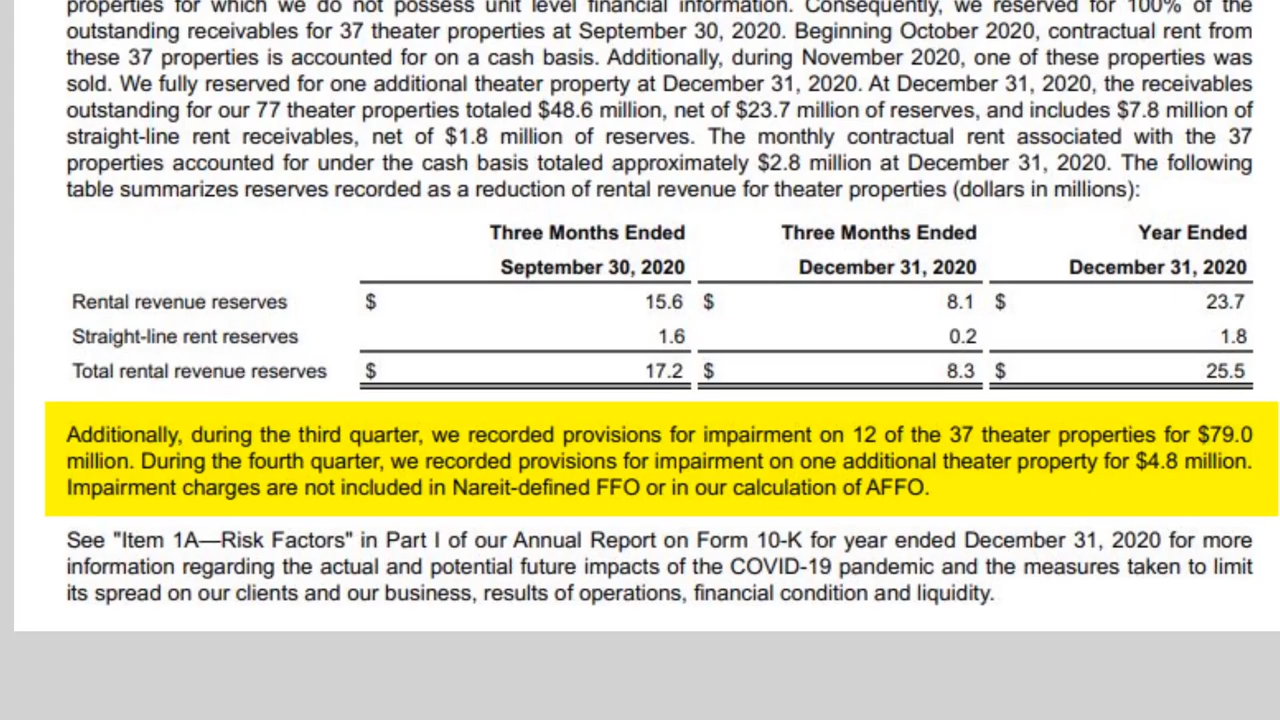 properties for which we do not possess unit level financial information. Consequently, we reserved for 100% of the
outstanding receivables for 37 theater properties at September 30, 2020. Beginning October 2020, contractual rent from
these 37 properties is accounted for on a cash basis. Additionally, during November 2020, one of these properties was
sold. We fully reserved for one additional theater property at December 31, 2020. At December 31, 2020, the receivables
outstanding for our 77 theater properties totaled $48.6 million, net of $23.7 million of reserves, and includes $7.8 million of
straight-line rent receivables, net of $1.8 million of reserves. The monthly contractual rent associated with the 37
properties accounted for under the cash basis totaled approximately $2.8 million at December 31, 2020. The following
table summarizes reserves recorded as a reduction of rental revenue for theater properties (dollars in millions):
Three Months Ended Three Months Ended Year Ended
September 30, 2020 December 31, 2020 December 31, 2020
Rental revenue reserves $ 15.6 $ 8.1 $ 23.7
Straight-line rent reserves 1.6 0.2 1.8
Total rental revenue reserves $ 17.2 $ 8.3 $ 25.5
Additionally, during the third quarter, we recorded provisions for impairment on 12 of the 37 theater properties for $79.0
million. During the fourth quarter, we recorded provisions for impairment on one additional theater property for $4.8 million.
Impairment charges are not included in Nareit-defined FFO or in our calculation of AFFO.
See "Item 1A—Risk Factors" in Part I of our Annual Report on Form 10-K for year ended December 31, 2020 for more
information regarding the actual and potential future impacts of the COVID-19 pandemic and the measures taken to limit
its spread on our clients and our business, results of operations, financial condition and liquidity.